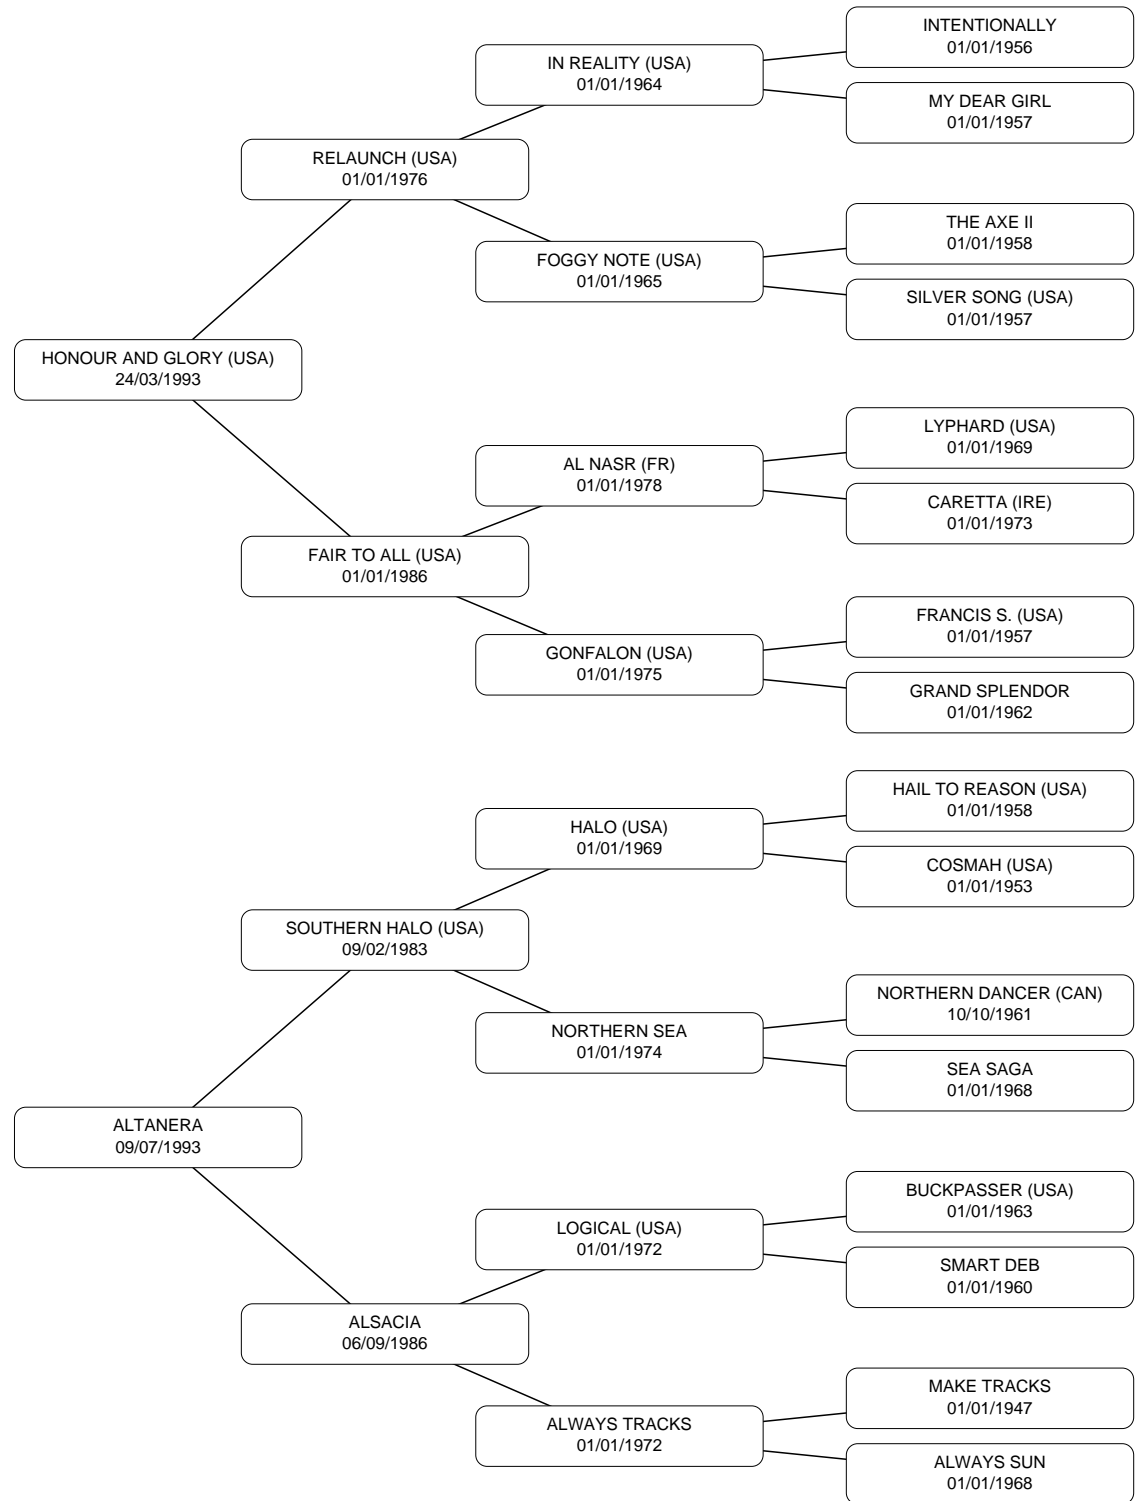 INTENTIONALLY
01/01/1956
IN REALITY (USA)
01/01/1964
MY DEAR GIRL
01/01/1957
RELAUNCH (USA)
01/01/1976
THE AXE II
01/01/1958
FOGGY NOTE (USA)
01/01/1965
SILVER SONG (USA)
01/01/1957
HONOUR AND GLORY (USA)
24/03/1993
LYPHARD (USA)
01/01/1969
AL NASR (FR)
01/01/1978
CARETTA (IRE)
01/01/1973
FAIR TO ALL (USA)
01/01/1986
FRANCIS S. (USA)
01/01/1957
GONFALON (USA)
01/01/1975
GRAND SPLENDOR
01/01/1962
HAIL TO REASON (USA)
01/01/1958
HALO (USA)
01/01/1969
COSMAH (USA)
01/01/1953
SOUTHERN HALO (USA)
09/02/1983
NORTHERN DANCER (CAN)
10/10/1961
NORTHERN SEA
01/01/1974
SEA SAGA
01/01/1968
ALTANERA
09/07/1993
BUCKPASSER (USA)
01/01/1963
LOGICAL (USA)
01/01/1972
SMART DEB
01/01/1960
ALSACIA
06/09/1986
MAKE TRACKS
01/01/1947
ALWAYS TRACKS
01/01/1972
ALWAYS SUN
01/01/1968